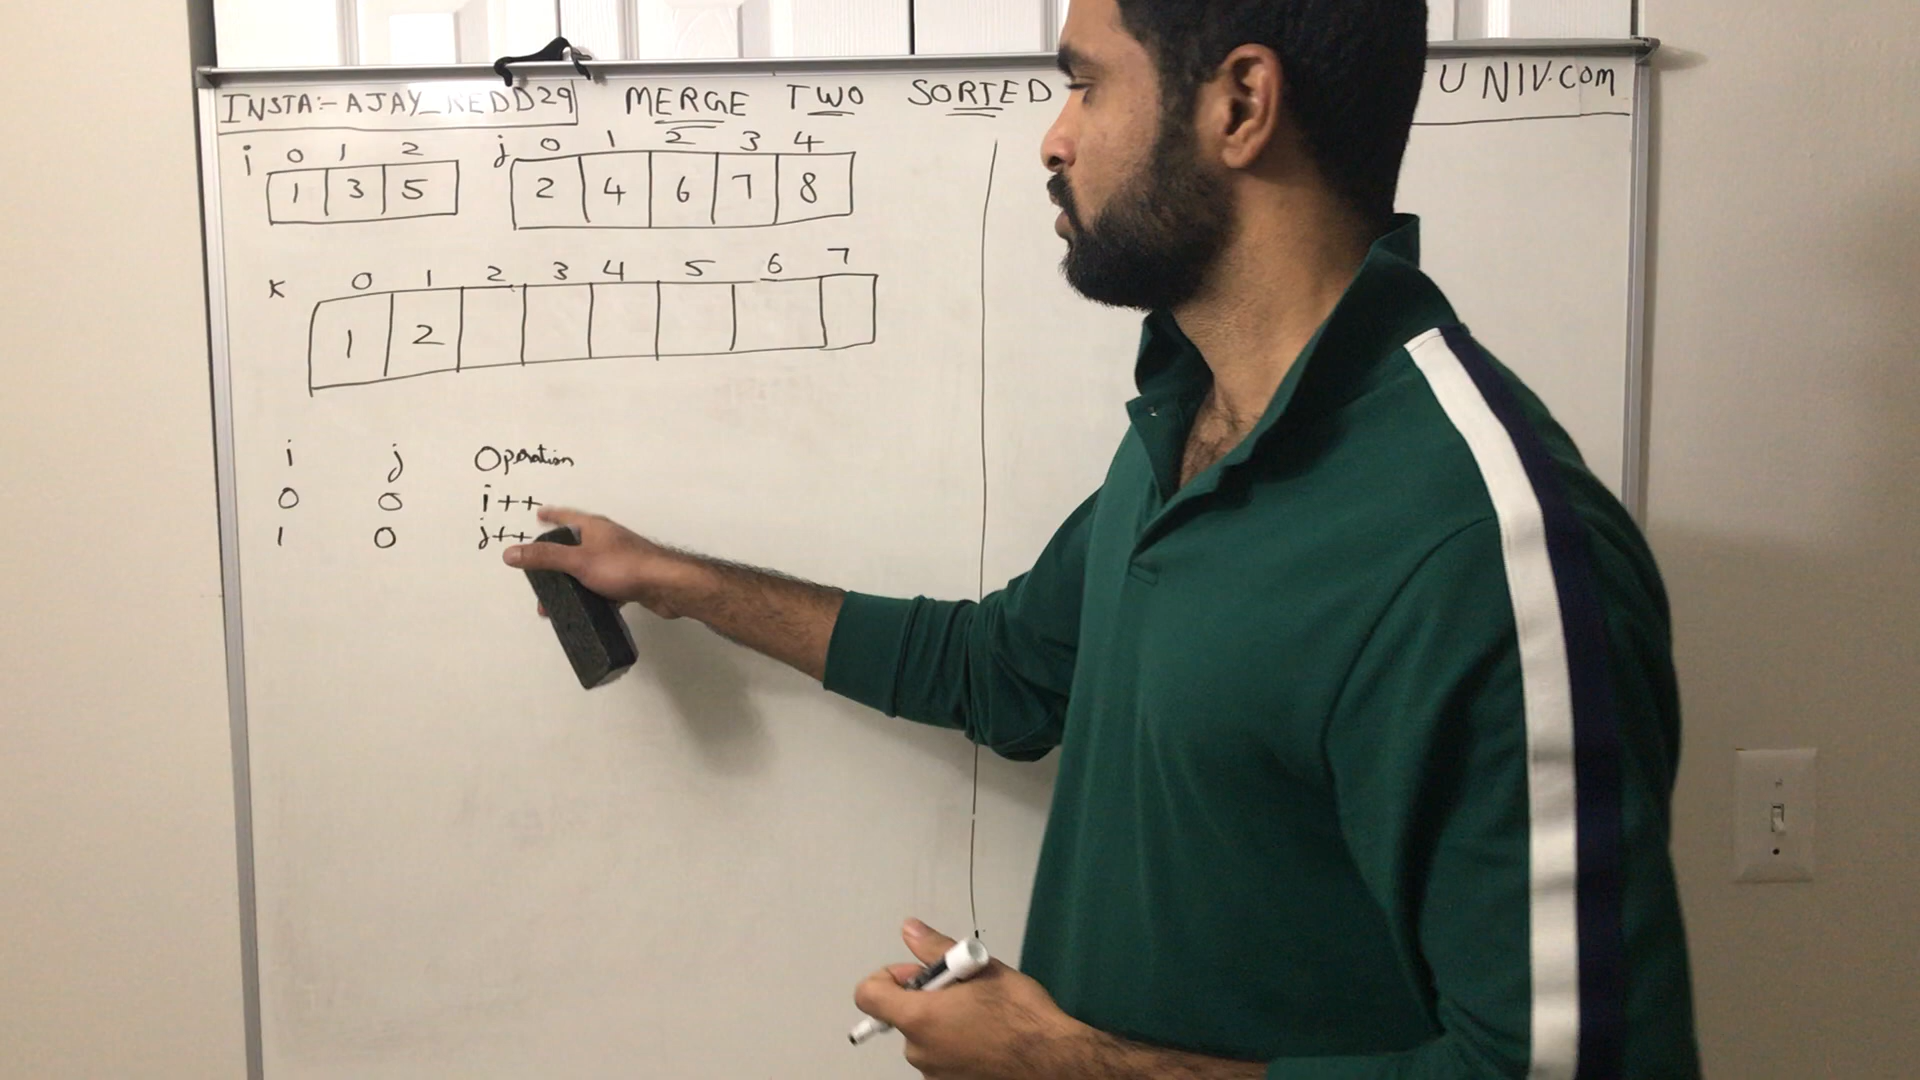 INSTA:- AJAY_NEDD29 MERGE TWO SORTED UNIV.COM
i 0 1 2 j 0 1 2 3 4
1 3 5 2 4 6 7 8
K 0 1 2 3 4 5 6 7
1 2
i j Operation
0 0 i++
1 0 j++